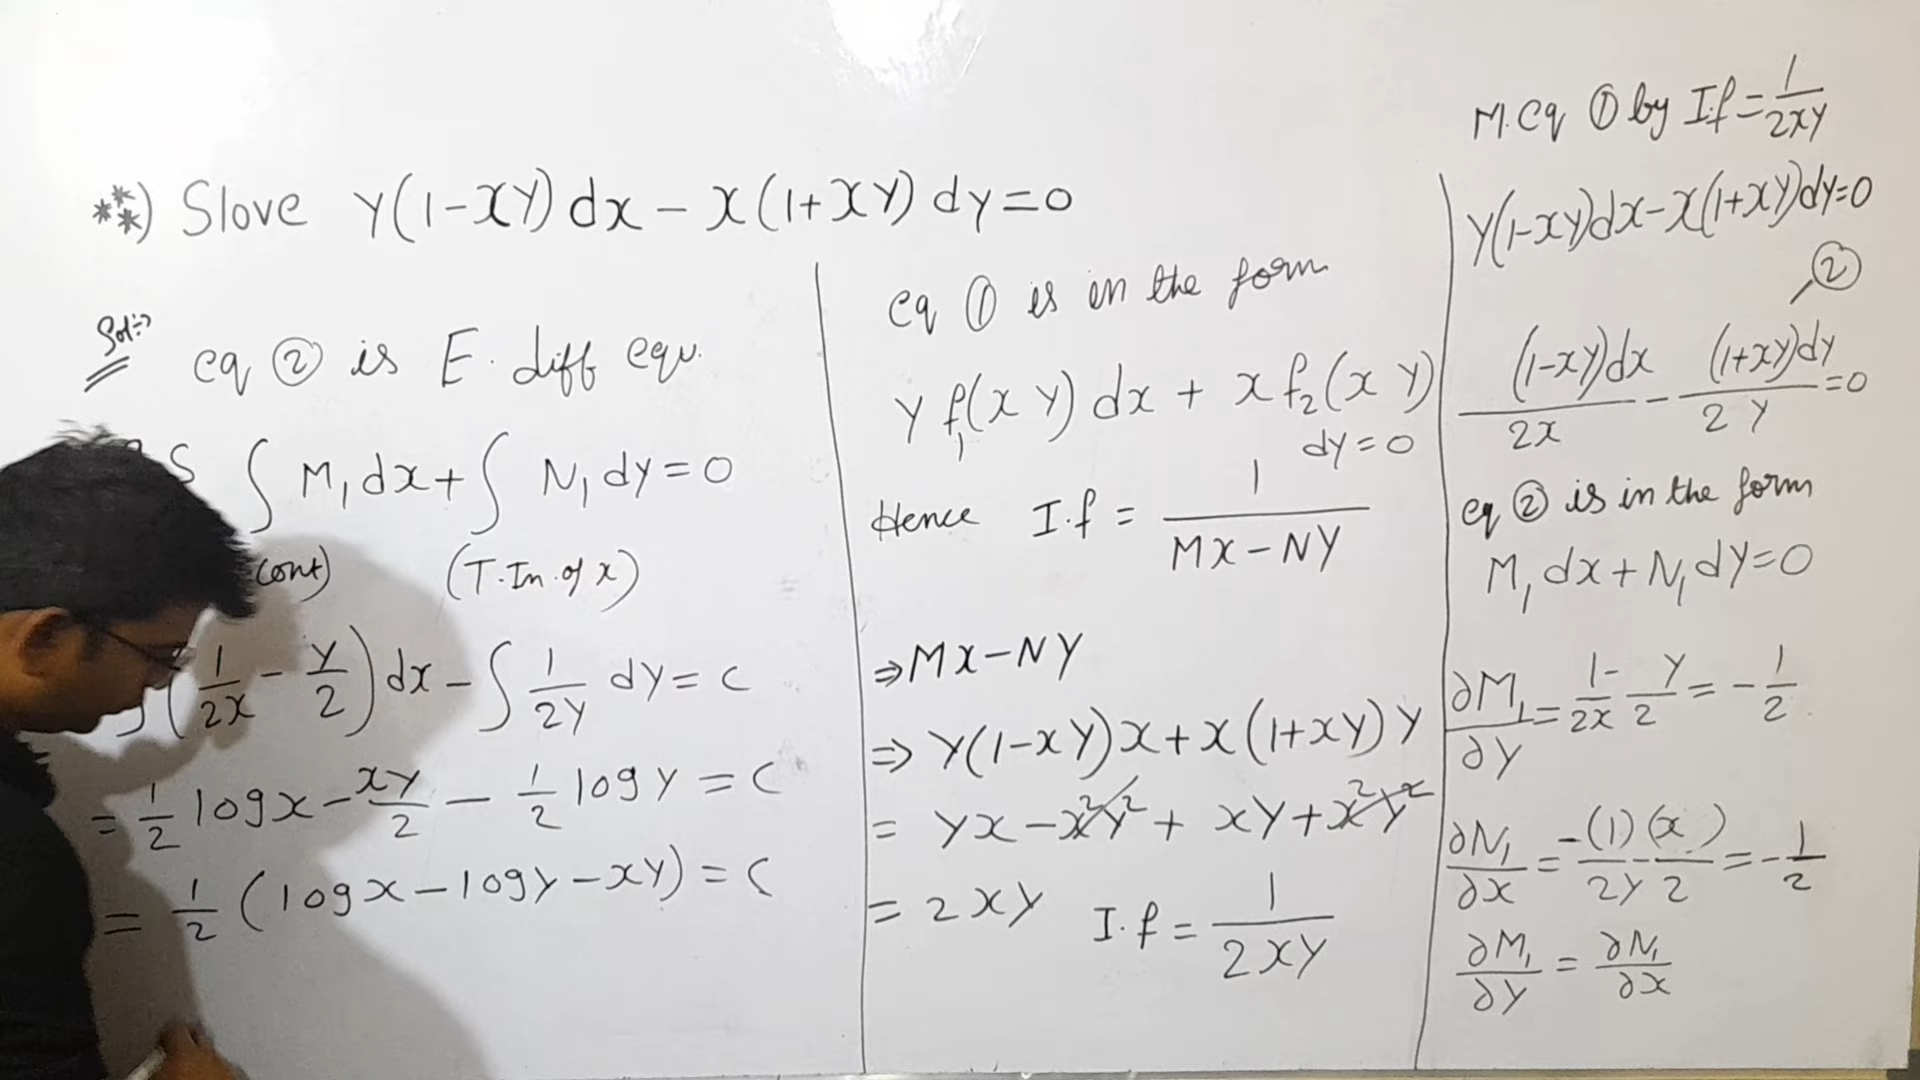 **) Slove Y(1-XY) dx - X(1+XY) dy=0
Sol:-
eq ② is E. diff equ.
S ∫ M₁ dx + ∫ N₁ dy = 0
cont) (T. In. of x)
∫(1/2x - y/2) dx - ∫ 1/2y dy = c
= 1/2 log x - xy/2 - 1/2 log y = c
= 1/2 (log x - log y - xy) = c
eq ① is in the form
y f₁(x y) dx + x f₂(x y)
dy = 0
Hence I.f = 1/MX-NY
⇒ MX-NY
⇒ Y(1-XY)X + X(1+XY)Y
= YX - X²Y² + XY + X²Y²
= 2XY I.f = 1/2XY
M. eq ① by I.f = 1/2XY
Y(1-XY)dx - X(1+XY)dy=0
②
(1-XY)dx/2x - (1+XY)dy/2Y = 0
eq ② is in the form
M₁ dx + N₁ dy = 0
∂M₁/∂y = 1-/2x y/2 = -1/2
∂N₁/∂x = -(1)/2y - (x)/2 = -1/2
∂M₁/∂y = ∂N₁/∂x